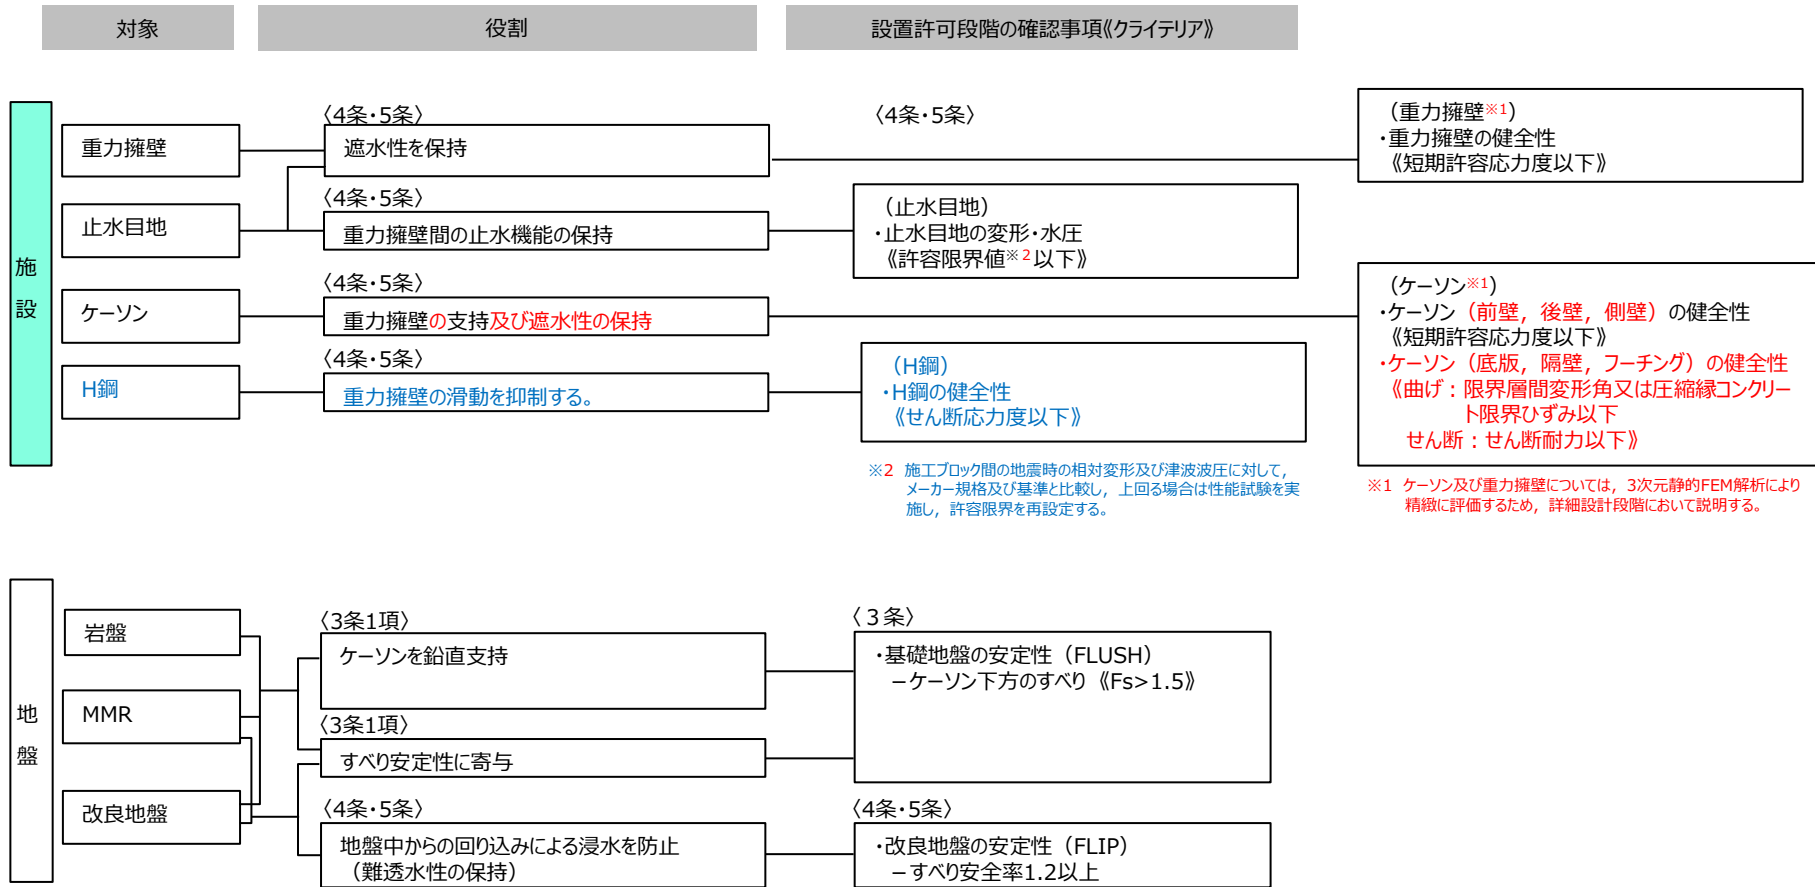 対象
役割
設置許可段階の確認事項《クライテリア》
施設
重力擁壁
〈4条・5条〉
遮水性を保持
〈4条・5条〉
（重力擁壁※1）
・重力擁壁の健全性
《短期許容応力度以下》
止水目地
〈4条・5条〉
重力擁壁間の止水機能の保持
（止水目地）
・止水目地の変形・水圧
《許容限界値※2以下》
ケーソン
〈4条・5条〉
重力擁壁の支持及び遮水性の保持
（ケーソン※1）
・ケーソン（前壁，後壁，側壁）の健全性
《短期許容応力度以下》
・ケーソン（底版，隔壁，フーチング）の健全性
《曲げ：限界層間変形角又は圧縮縁コンクリー
ト限界ひずみ以下
せん断：せん断耐力以下》
H鋼
〈4条・5条〉
重力擁壁の滑動を抑制する。
（H鋼）
・H鋼の健全性
《せん断応力度以下》
※2 施工ブロック間の地震時の相対変形及び津波波圧に対して，
メーカー規格及び基準と比較し，上回る場合は性能試験を実
施し，許容限界を再設定する。
※1 ケーソン及び重力擁壁については，3次元静的FEM解析により
精緻に評価するため，詳細設計段階において説明する。
地盤
岩盤
MMR
改良地盤
〈3条1項〉
ケーソンを鉛直支持
〈3条1項〉
すべり安定性に寄与
〈４条・5条〉
地盤中からの回り込みによる浸水を防止
（難透水性の保持）
〈３条〉
・基礎地盤の安定性（FLUSH）
－ケーソン下方のすべり《Fs>1.5》
〈4条・5条〉
・改良地盤の安定性（FLIP）
－すべり安全率1.2以上